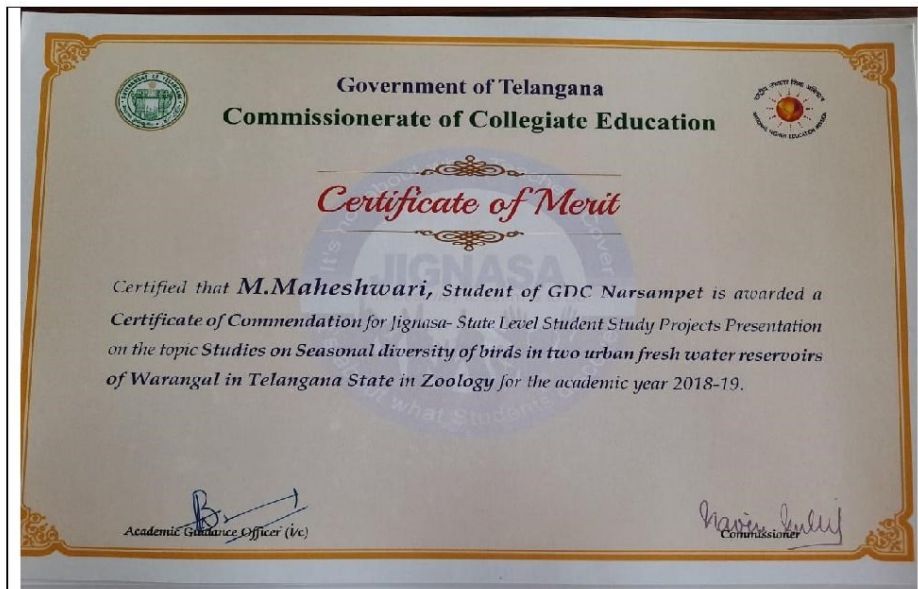 Government of Telangana
Commissionerate of Collegiate Education
Certificate of Merit
Certified that M.Maheshwari, Student of GDC Narsampet is awarded a
Certificate of Commendation for Jignasa- State Level Student Study Projects Presentation
on the topic Studies on Seasonal diversity of birds in two urban fresh water reservoirs
of Warangal in Telangana State in Zoology for the academic year 2018-19.
JIGNASA
Academic Guidance Officer (i/c)
Commissioner